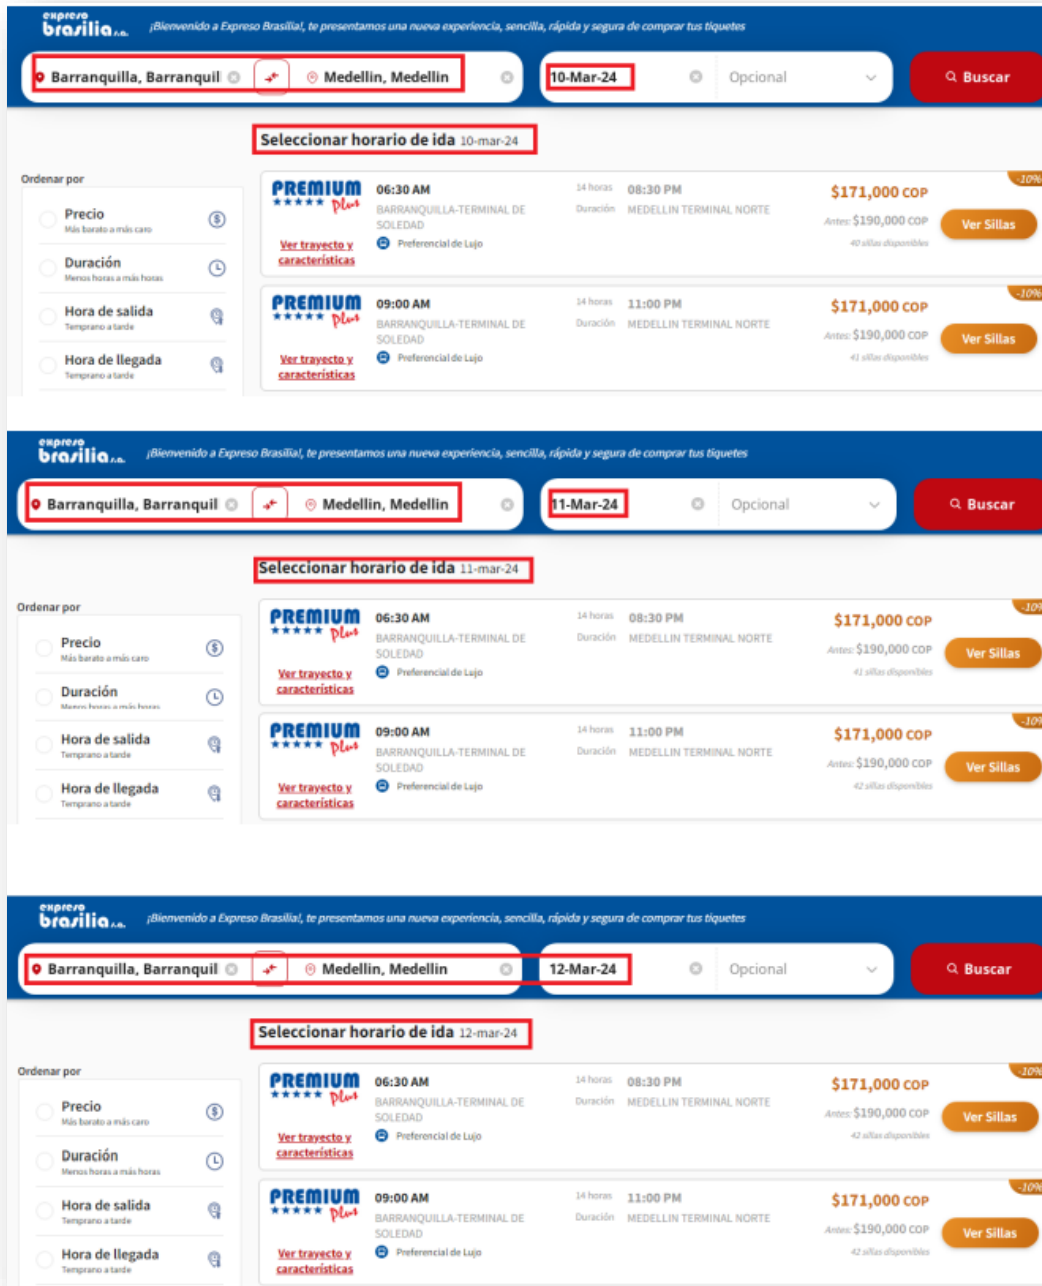 expreso
brasilia s.a.
¡Bienvenido a Expreso Brasilia!, te presentamos una nueva experiencia, sencilla, rápida y segura de comprar tus tiquetes
Barranquilla, Barranquil
Medellin, Medellin
10-Mar-24
Opcional
Buscar
Seleccionar horario de ida 10-mar-24
Ordenar por
Precio
Más barato a más caro
Duración
Menos horas a más horas
Hora de salida
Temprano a tarde
Hora de llegada
Temprano a tarde
PREMIUM
Plus
Ver trayecto y
características
06:30 AM
BARRANQUILLA-TERMINAL DE
SOLEDAD
Preferencial de Lujo
14 horas
Duración
08:30 PM
MEDELLIN TERMINAL NORTE
-10%
$171,000 COP
Antes: $190,000 COP
40 sillas disponibles
Ver Sillas
PREMIUM
Plus
Ver trayecto y
características
09:00 AM
BARRANQUILLA-TERMINAL DE
SOLEDAD
Preferencial de Lujo
14 horas
Duración
11:00 PM
MEDELLIN TERMINAL NORTE
-10%
$171,000 COP
Antes: $190,000 COP
41 sillas disponibles
Ver Sillas
expreso
brasilia s.a.
¡Bienvenido a Expreso Brasilia!, te presentamos una nueva experiencia, sencilla, rápida y segura de comprar tus tiquetes
Barranquilla, Barranquil
Medellin, Medellin
11-Mar-24
Opcional
Buscar
Seleccionar horario de ida 11-mar-24
Ordenar por
Precio
Más barato a más caro
Duración
Menos horas a más horas
Hora de salida
Temprano a tarde
Hora de llegada
Temprano a tarde
PREMIUM
Plus
Ver trayecto y
características
06:30 AM
BARRANQUILLA-TERMINAL DE
SOLEDAD
Preferencial de Lujo
14 horas
Duración
08:30 PM
MEDELLIN TERMINAL NORTE
-10%
$171,000 COP
Antes: $190,000 COP
41 sillas disponibles
Ver Sillas
PREMIUM
Plus
Ver trayecto y
características
09:00 AM
BARRANQUILLA-TERMINAL DE
SOLEDAD
Preferencial de Lujo
14 horas
Duración
11:00 PM
MEDELLIN TERMINAL NORTE
-10%
$171,000 COP
Antes: $190,000 COP
42 sillas disponibles
Ver Sillas
expreso
brasilia s.a.
¡Bienvenido a Expreso Brasilia!, te presentamos una nueva experiencia, sencilla, rápida y segura de comprar tus tiquetes
Barranquilla, Barranquil
Medellin, Medellin
12-Mar-24
Opcional
Buscar
Seleccionar horario de ida 12-mar-24
Ordenar por
Precio
Más barato a más caro
Duración
Menos horas a más horas
Hora de salida
Temprano a tarde
Hora de llegada
Temprano a tarde
PREMIUM
Plus
Ver trayecto y
características
06:30 AM
BARRANQUILLA-TERMINAL DE
SOLEDAD
Preferencial de Lujo
14 horas
Duración
08:30 PM
MEDELLIN TERMINAL NORTE
-10%
$171,000 COP
Antes: $190,000 COP
42 sillas disponibles
Ver Sillas
PREMIUM
Plus
Ver trayecto y
características
09:00 AM
BARRANQUILLA-TERMINAL DE
SOLEDAD
Preferencial de Lujo
14 horas
Duración
11:00 PM
MEDELLIN TERMINAL NORTE
-10%
$171,000 COP
Antes: $190,000 COP
42 sillas disponibles
Ver Sillas